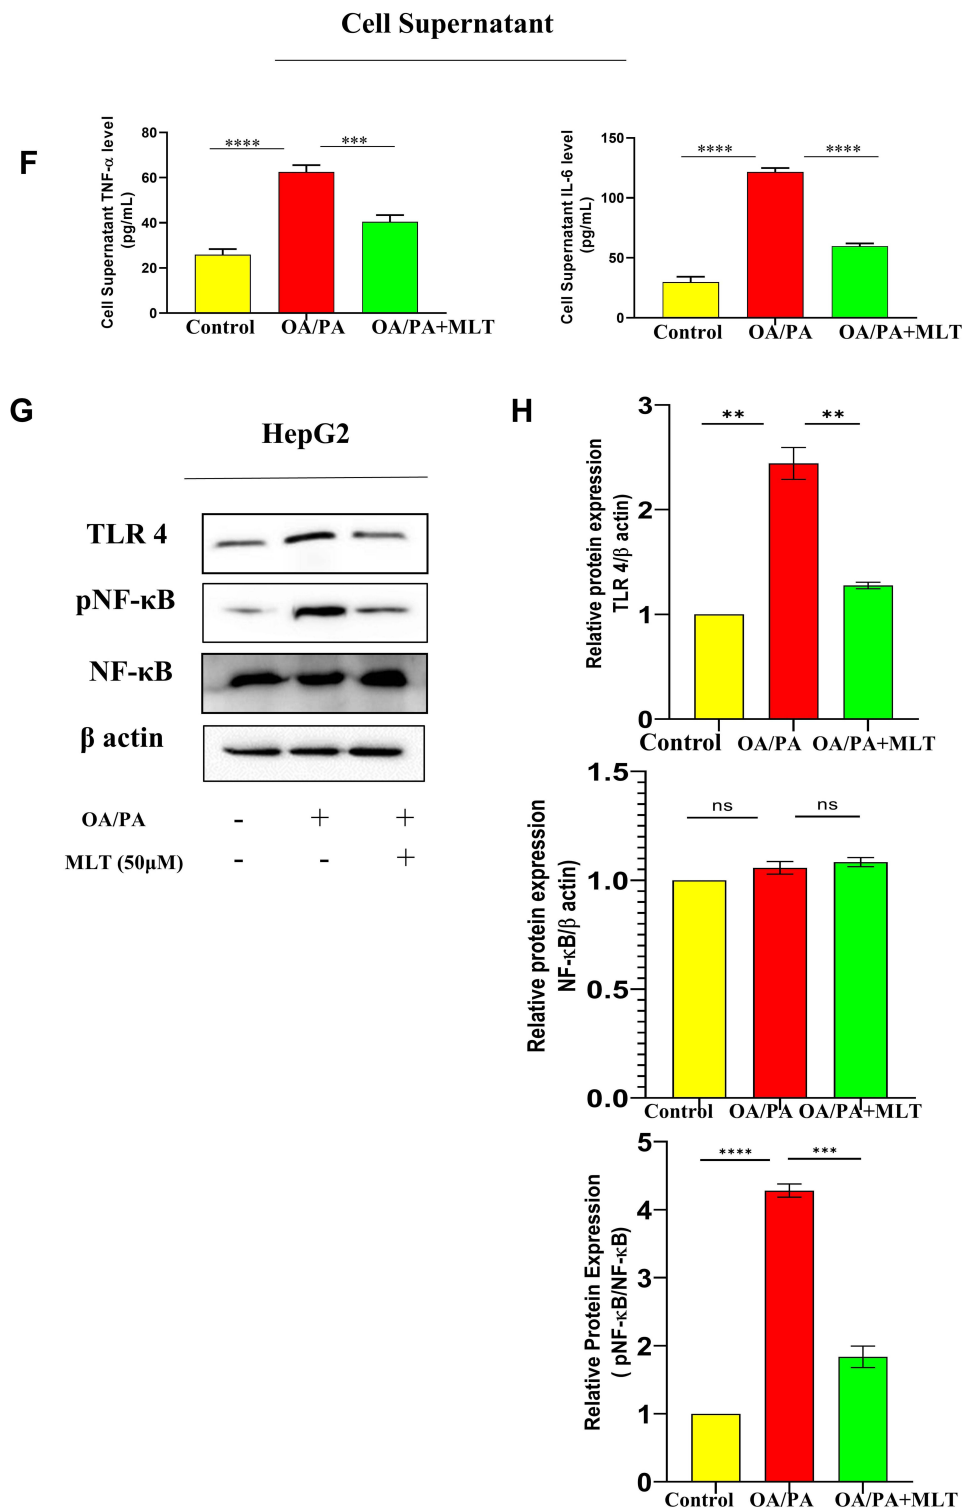 Cell Supernatant
F
Cell Supernatant TNF-α level
(pg/mL)
80
60
40
20
0
**** ***
Control OA/PA OA/PA+MLT
Cell Supernatant IL-6 level
(pg/mL)
150
100
50
0
**** ****
Control OA/PA OA/PA+MLT
G
HepG2
TLR 4
pNF-κB
NF-κB
β actin
OA/PA - + +
MLT (50μM) - - +
H
Relative protein expression
TLR 4/β actin)
3
2
1
0
** **
Control OA/PA OA/PA+MLT
Relative protein expression
NF-κB/β actin)
1.5
1.0
0.5
0.0
ns ns
Control OA/PA OA/PA+MLT
Relative Protein Expression
( pNF-κB/NF-κB)
5
4
3
2
1
0
**** ***
Control OA/PA OA/PA+MLT